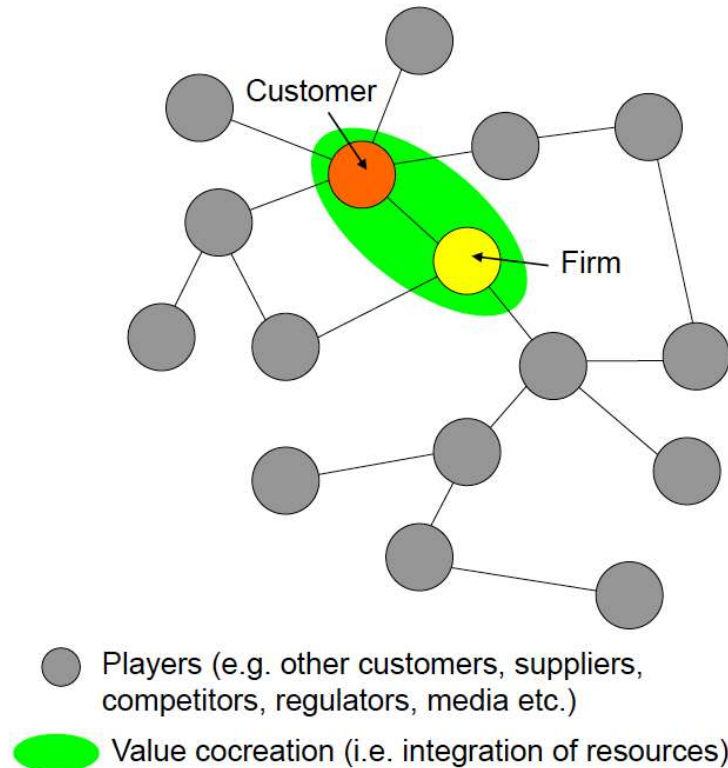 Customer
Firm
Players (e.g. other customers, suppliers,
competitors, regulators, media etc.)
Value cocreation (i.e. integration of resources)